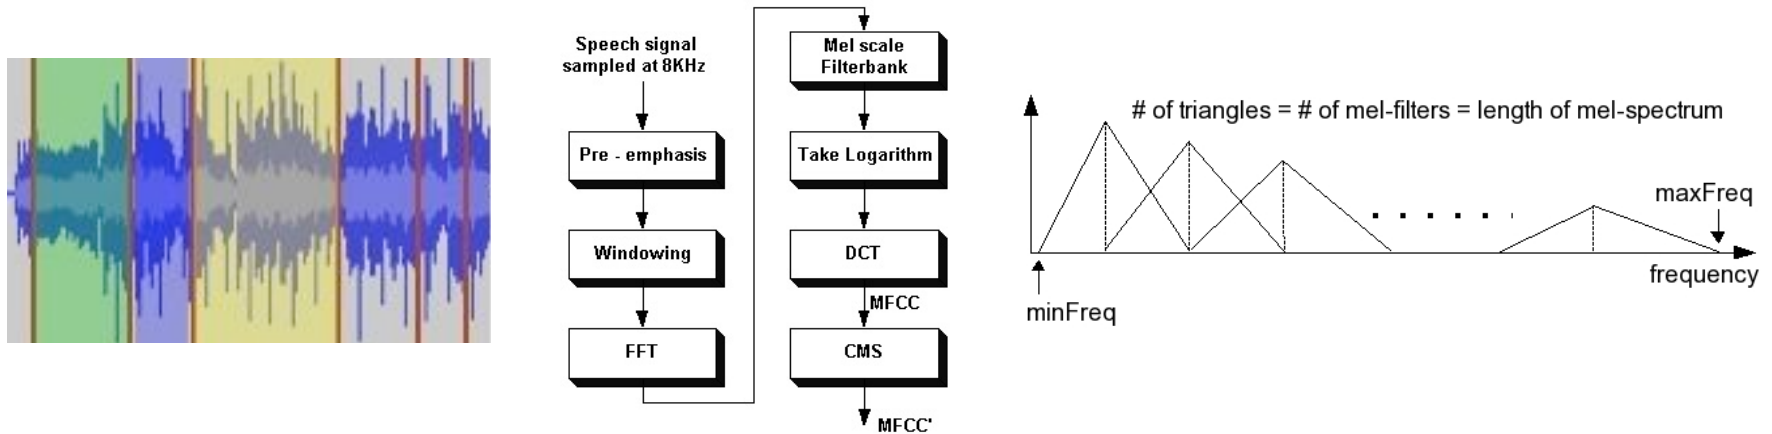 Speech signal
sampled at 8KHz
Pre - emphasis
Windowing
FFT
Mel scale
Filterbank
Take Logarithm
DCT
MFCC
CMS
MFCC'
# of triangles = # of mel-filters = length of mel-spectrum
maxFreq
frequency
minFreq